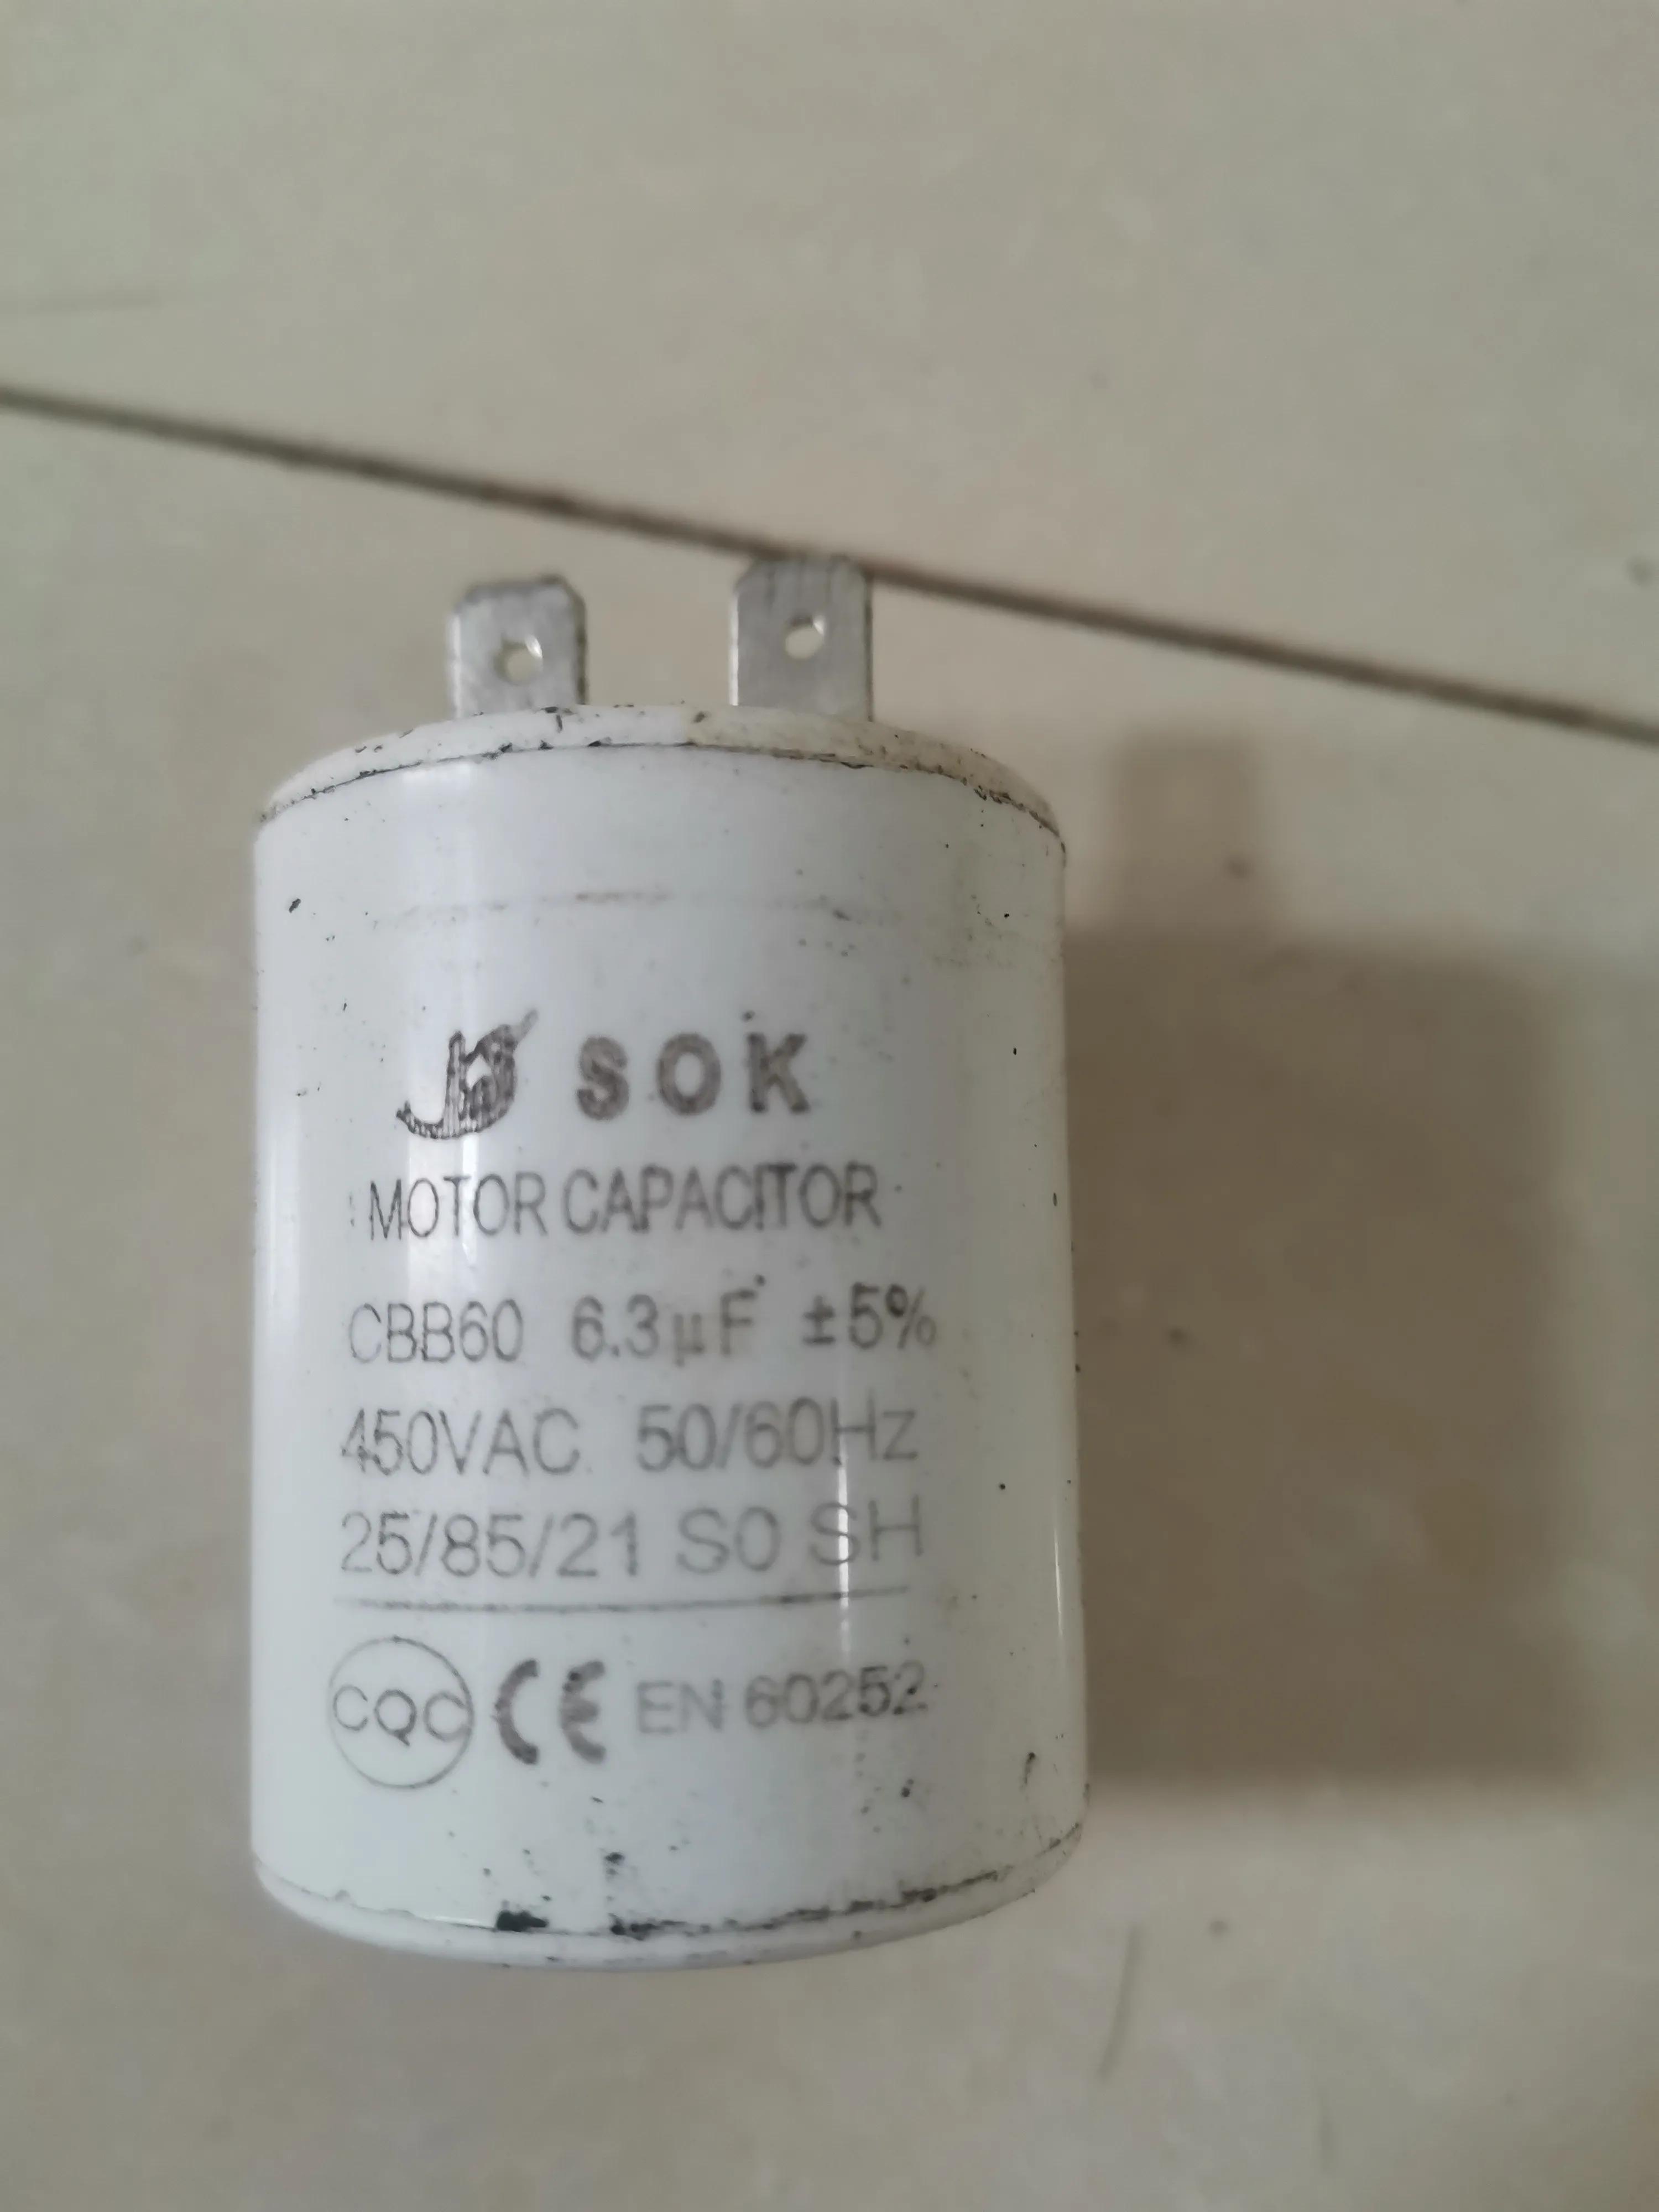 SOK
MOTOR CAPACITOR
CBB60 6.3μF ±5%
450VAC 50/60Hz
25/85/21 S0 SH
CQC CE EN 60252